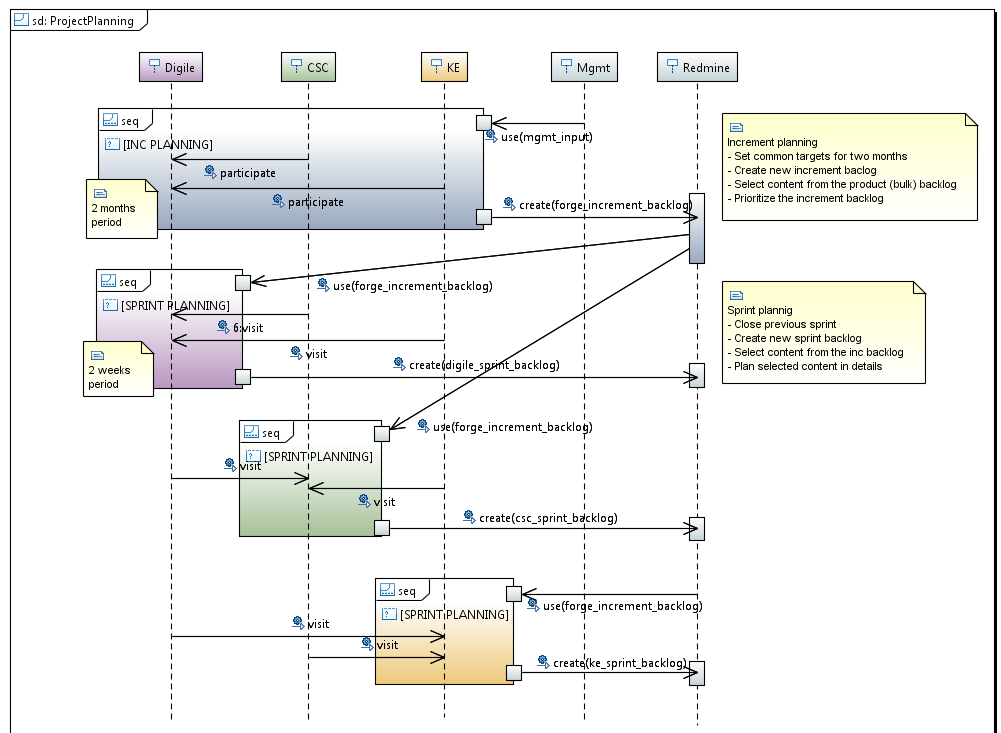 sd: ProjectPlanning
Digile
CSC
KE
Mgmt
Redmine
seq
[INC PLANNING]
use(mgmt_input)
participate
participate
2 months
period
create(forge_increment_backlog)
Increment planning
- Set common targets for two months
- Create new increment baclog
- Select content from the product (bulk) backlog
- Prioritize the increment backlog
seq
[SPRINT PLANNING]
use(forge_increment_backlog)
6:visit
visit
2 weeks
period
create(digile_sprint_backlog)
Sprint plannig
- Close previous sprint
- Create new sprint backlog
- Select content from the inc backlog
- Plan selected content in details
seq
use(forge_increment_backlog)
[SPRINT PLANNING]
visit
visit
create(csc_sprint_backlog)
seq
use(forge_increment_backlog)
[SPRINT PLANNING]
visit
visit
create(ke_sprint_backlog)